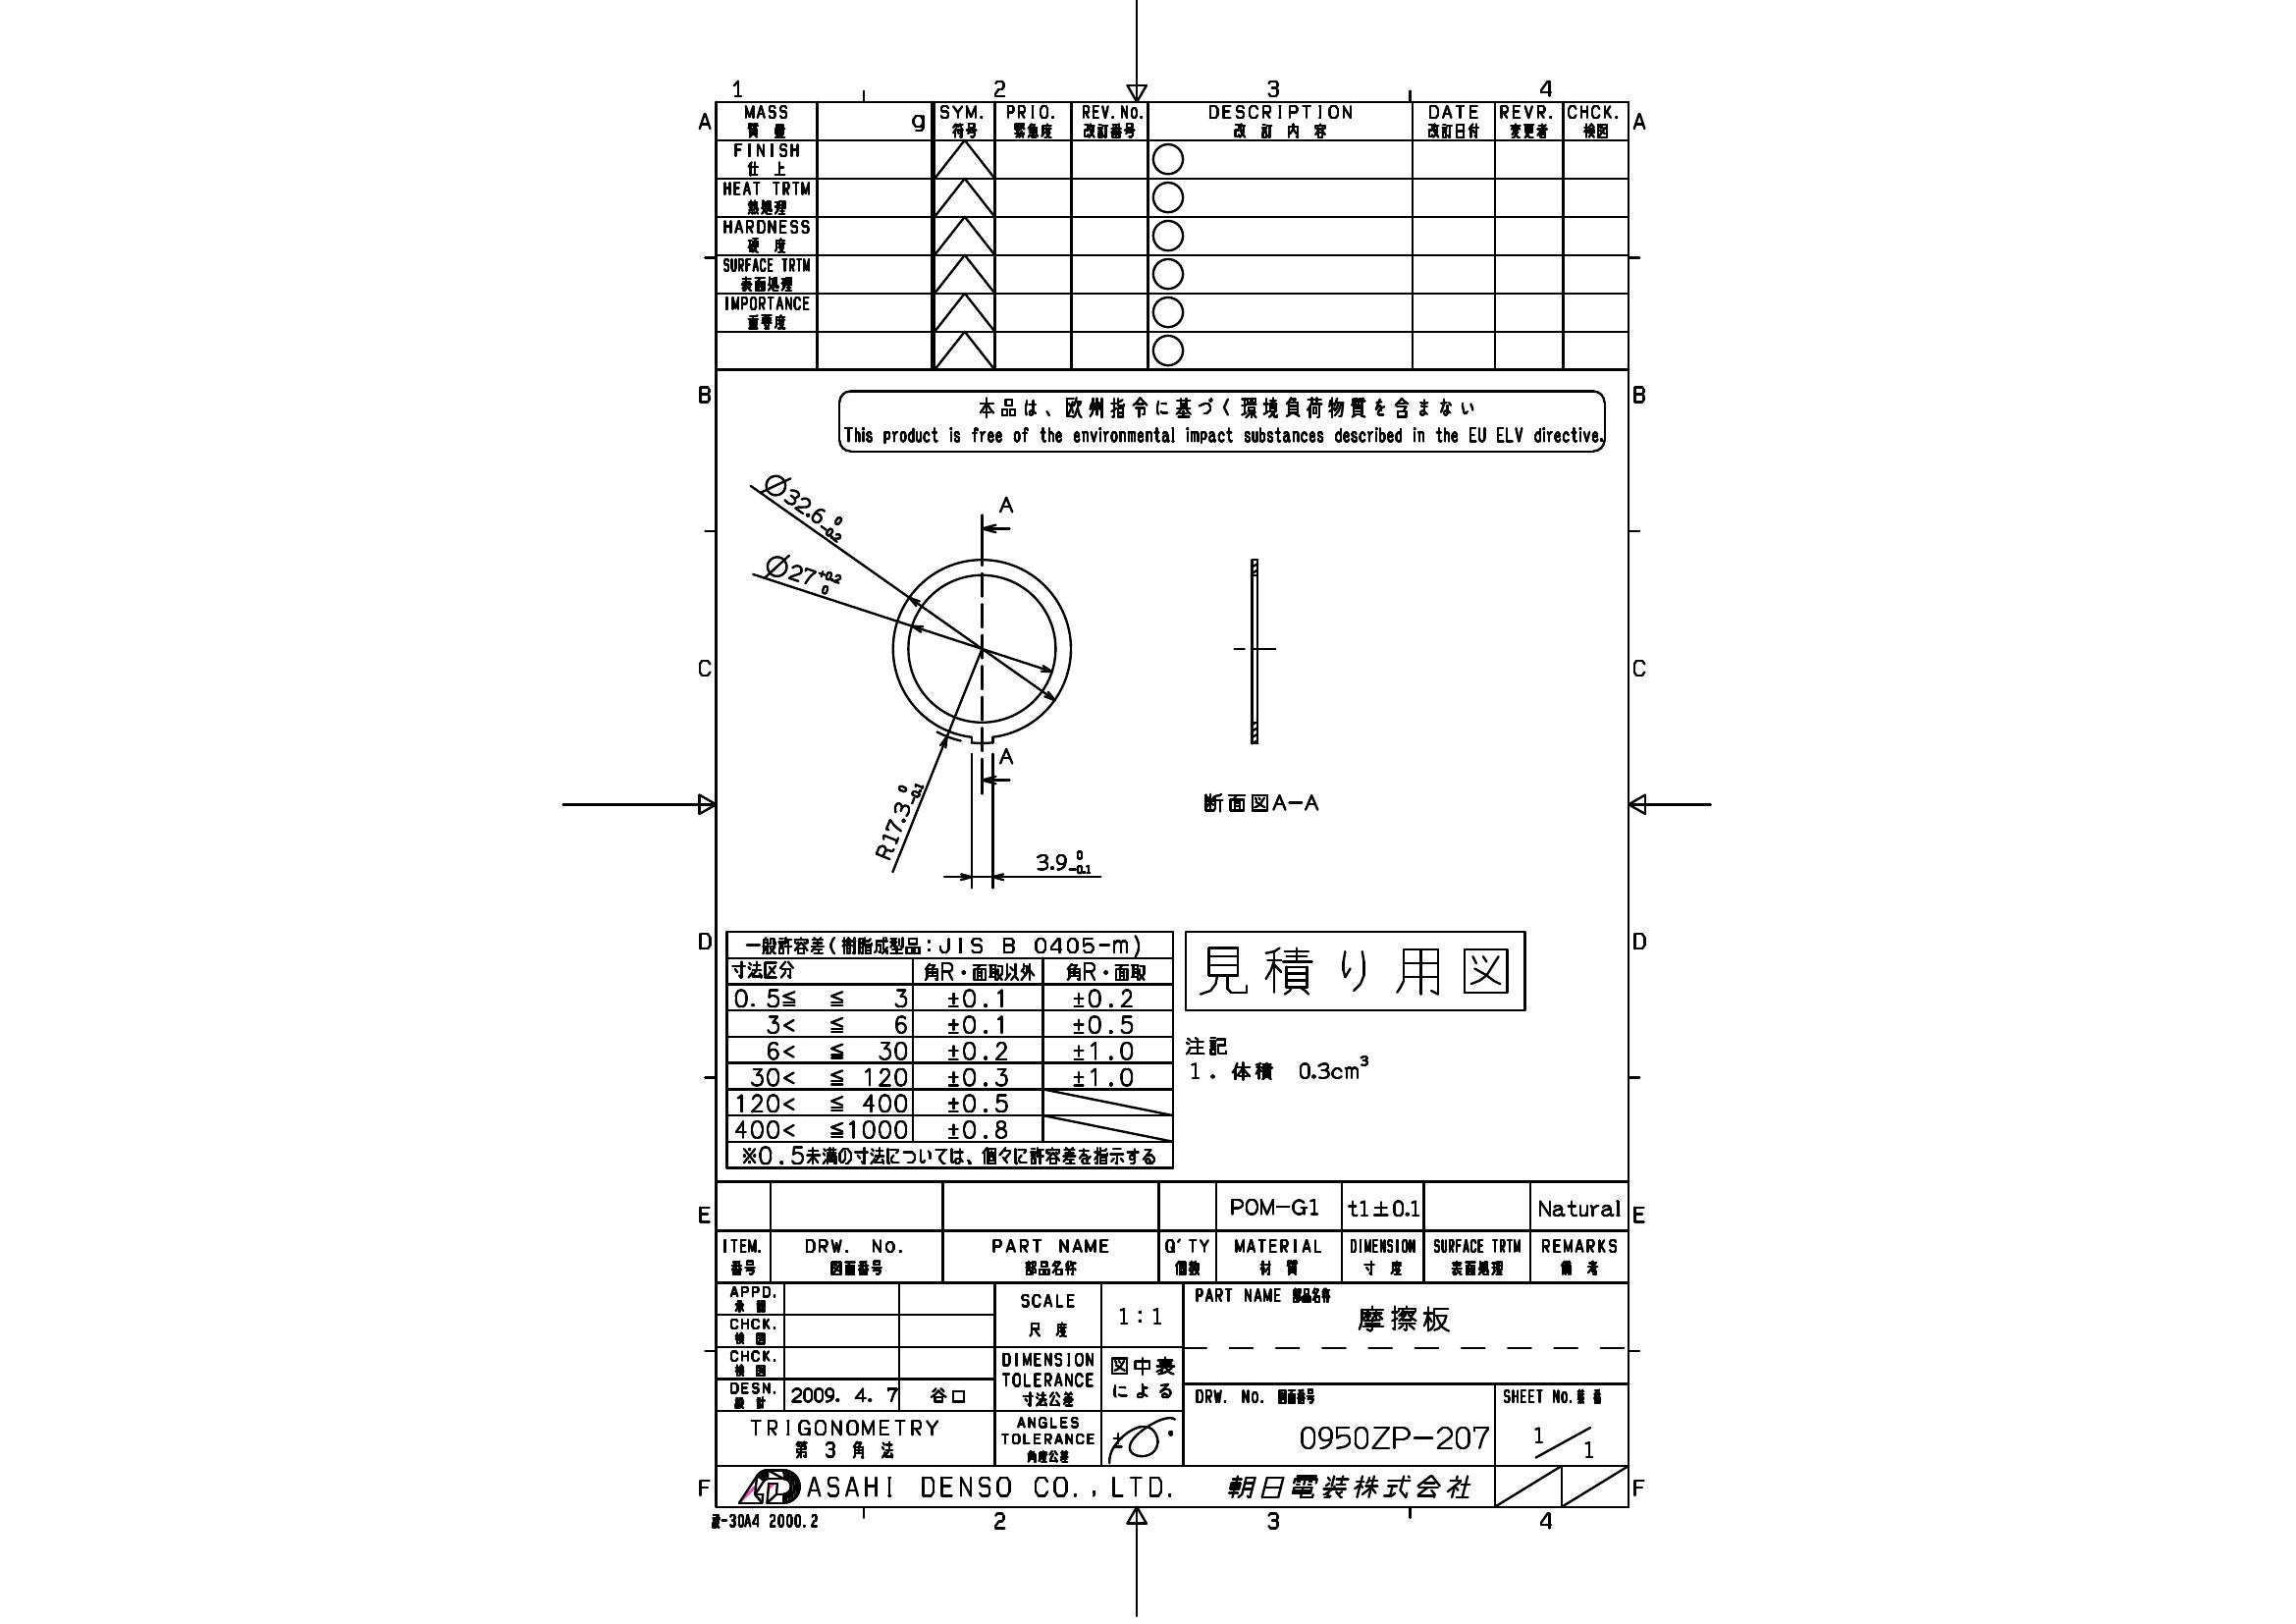 1 2 3 4
A MASS g SYM. PRIO. REV.No. DESCRIPTION DATE REVR. CHCK. A
質 量 符号 緊急度 改訂番号 改 訂 内 容 改訂日付 変更者 検図
FINISH
仕 上
HEAT TRTM
熱処理
HARDNESS
硬 度
SURFACE TRTM
表面処理
IMPORTANCE
重要度
B B
本品は、欧州指令に基づく環境負荷物質を含まない
This product is free of the environmental impact substances described in the EU ELV directive.
Ø32.6 0 -0.2
A
Ø27 +0.2 0
C C
A
R17.3 0 -0.1
断面図A-A
3.9 0 -0.1
D D
一般許容差(樹脂成型品:JIS B 0405-m)
寸法区分 角R・面取以外 角R・面取
0.5≦ ≦ 3 ±0.1 ±0.2
3< ≦ 6 ±0.1 ±0.5
6< ≦ 30 ±0.2 ±1.0
30< ≦ 120 ±0.3 ±1.0
120< ≦ 400 ±0.5
400< ≦1000 ±0.8
※0.5未満の寸法については、個々に許容差を指示する
見積り用図
注記
1. 体積 0.3cm³
E POM-G1 t1±0.1 Natural E
ITEM. DRW. No. PART NAME Q'TY MATERIAL DIMENSION SURFACE TRTM REMARKS
番号 図面番号 部品名称 個数 材 質 寸 度 表面処理 備 考
APPD.
承 認
CHCK.
検 図
CHCK.
検 図
DESN. 2009. 4. 7 谷口
設 計
SCALE 1:1
尺 度
DIMENSION
TOLERANCE
寸法公差
図中表
による
PART NAME 部品名称
摩擦板
DRW. No. 図面番号 SHEET No.葉 番
0950ZP-207 1/1
TRIGONOMETRY
第 3 角 法
ANGLES
TOLERANCE ± °
角度公差
F ASAHI DENSO CO.,LTD. 朝日電装株式会社 F
-30A4 2000.2 2 3 4